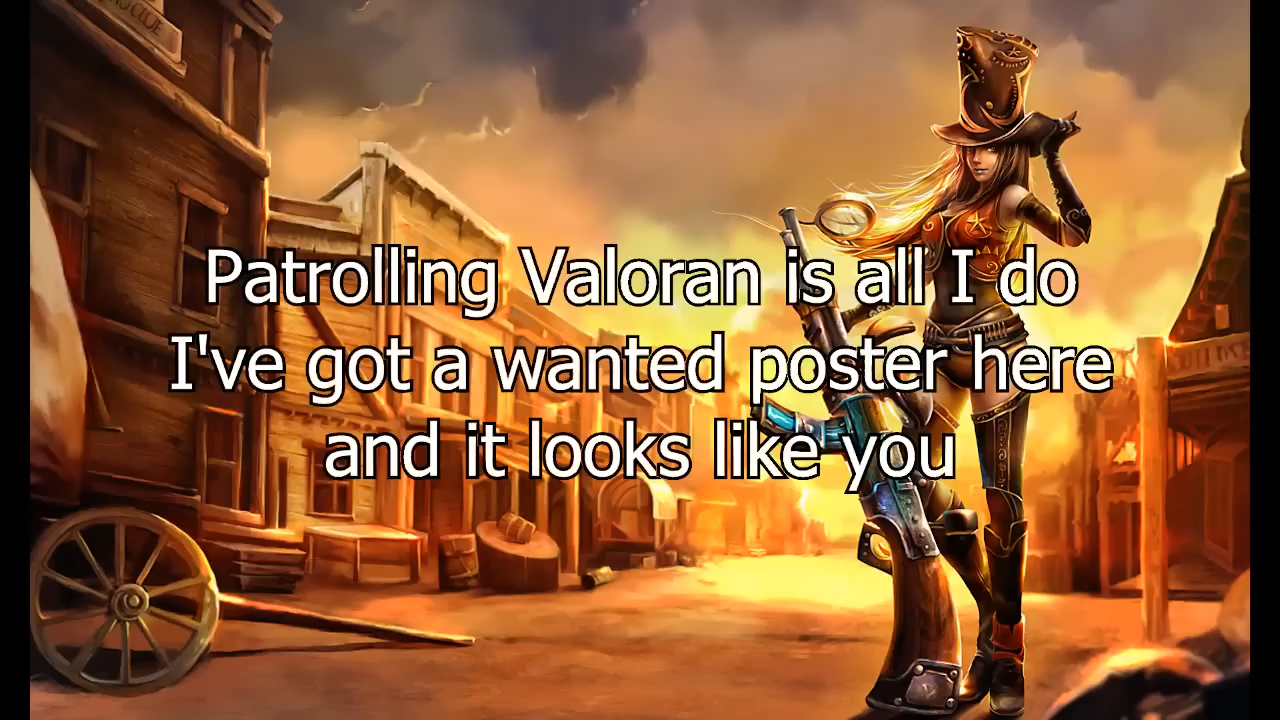 Patrolling Valoran is all I do
I've got a wanted poster here
and it looks like you